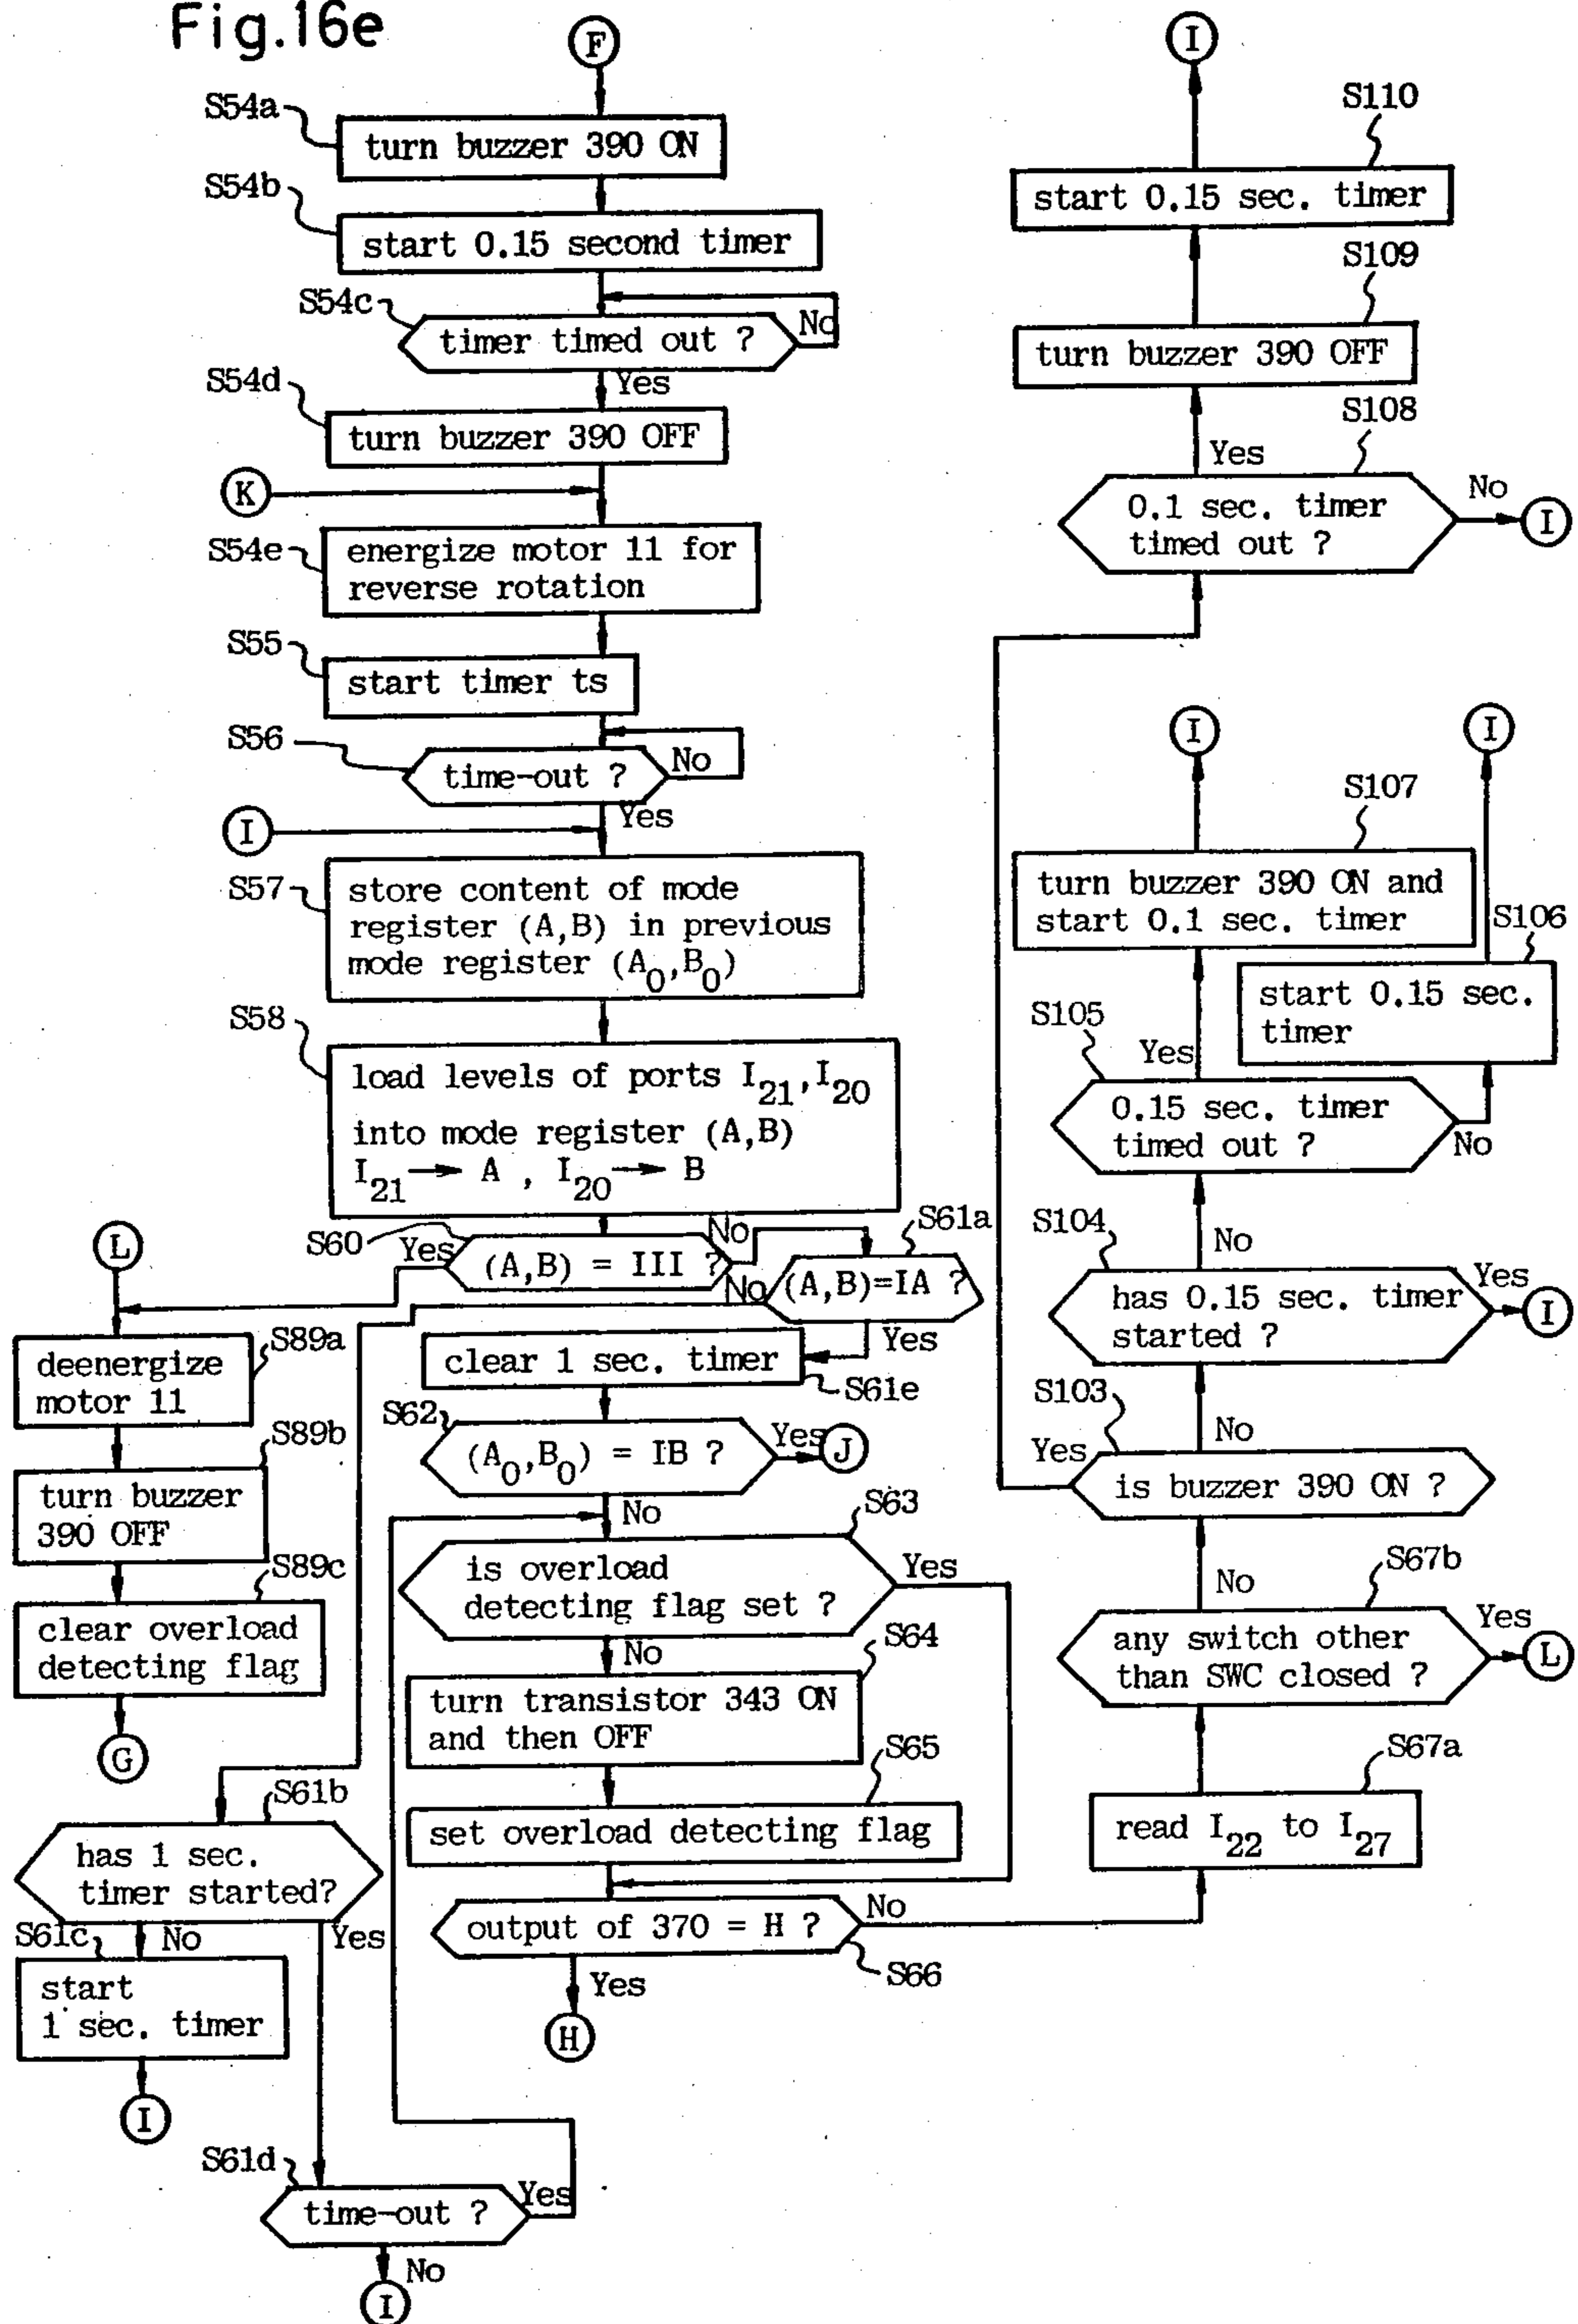 Fig.16e
F
S54a
turn buzzer 390 ON
S54b
start 0.15 second timer
S54c
timer timed out ?
No
Yes
S54d
turn buzzer 390 OFF
K
S54e
energize motor 11 for
reverse rotation
S55
start timer ts
S56
time-out ?
No
Yes
I
S57
store content of mode
register (A,B) in previous
mode register (A₀,B₀)
S58
load levels of ports I₂₁,I₂₀
into mode register (A,B)
I₂₁ → A , I₂₀ → B
S60
(A,B) = III ?
Yes
No
S61a
(A,B)=IA ?
No
Yes
L
S89a
deenergize
motor 11
S89b
turn buzzer
390 OFF
S89c
clear overload
detecting flag
G
clear 1 sec. timer
S61e
S62
(A₀,B₀) = IB ?
Yes
J
No
S63
is overload
detecting flag set ?
Yes
No
S64
turn transistor 343 ON
and then OFF
S65
set overload detecting flag
output of 370 = H ?
No
S66
Yes
H
S61b
has 1 sec.
timer started?
S61c
No
Yes
start
1 sec. timer
I
S61d
time-out ?
Yes
No
I
I
S110
start 0.15 sec. timer
S109
turn buzzer 390 OFF
S108
Yes
0.1 sec. timer
timed out ?
No
I
I
I
S107
turn buzzer 390 ON and
start 0.1 sec. timer
S106
start 0.15 sec.
timer
S105
Yes
0.15 sec. timer
timed out ?
No
S104
No
has 0.15 sec. timer
started ?
Yes
I
S103
No
Yes
is buzzer 390 ON ?
S67b
No
any switch other
than SWC closed ?
Yes
L
S67a
read I₂₂ to I₂₇